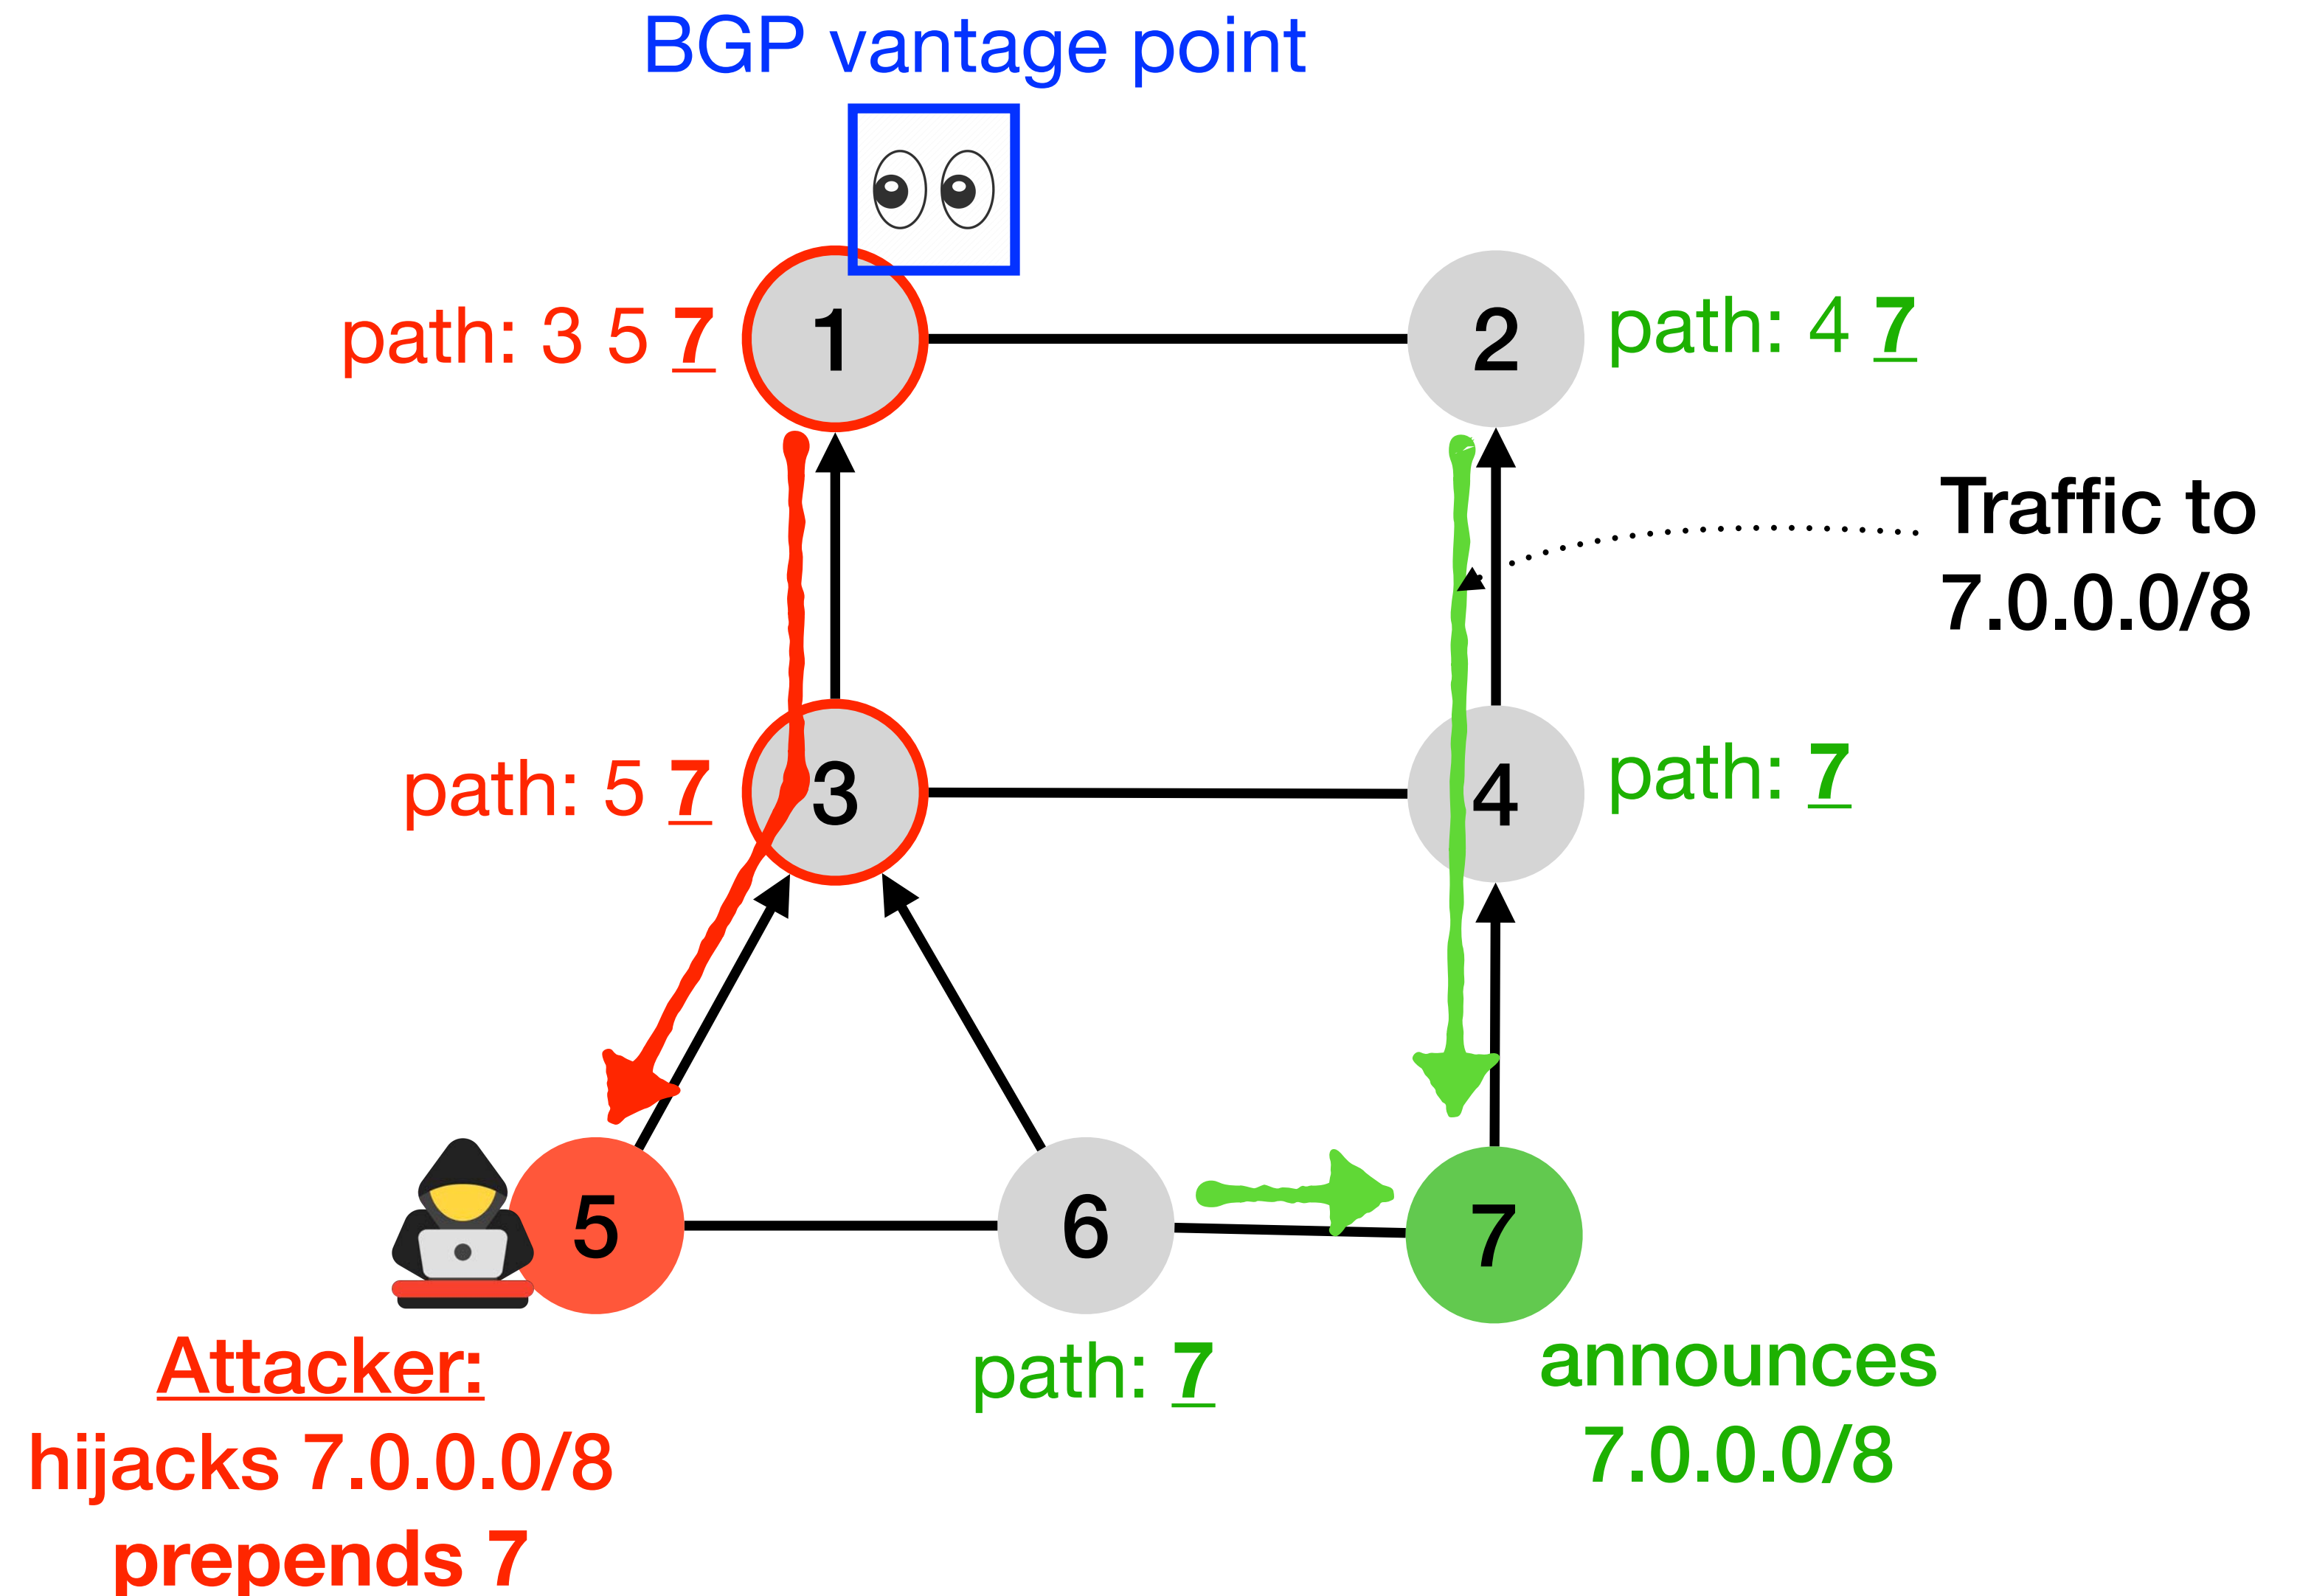 BGP vantage point
path: 3 5 7
1
2
path: 4 7
Traffic to
7.0.0.0/8
path: 5 7
3
4
path: 7
5
6
7
Attacker:
hijacks 7.0.0.0/8
prepends 7
path: 7
announces
7.0.0.0/8